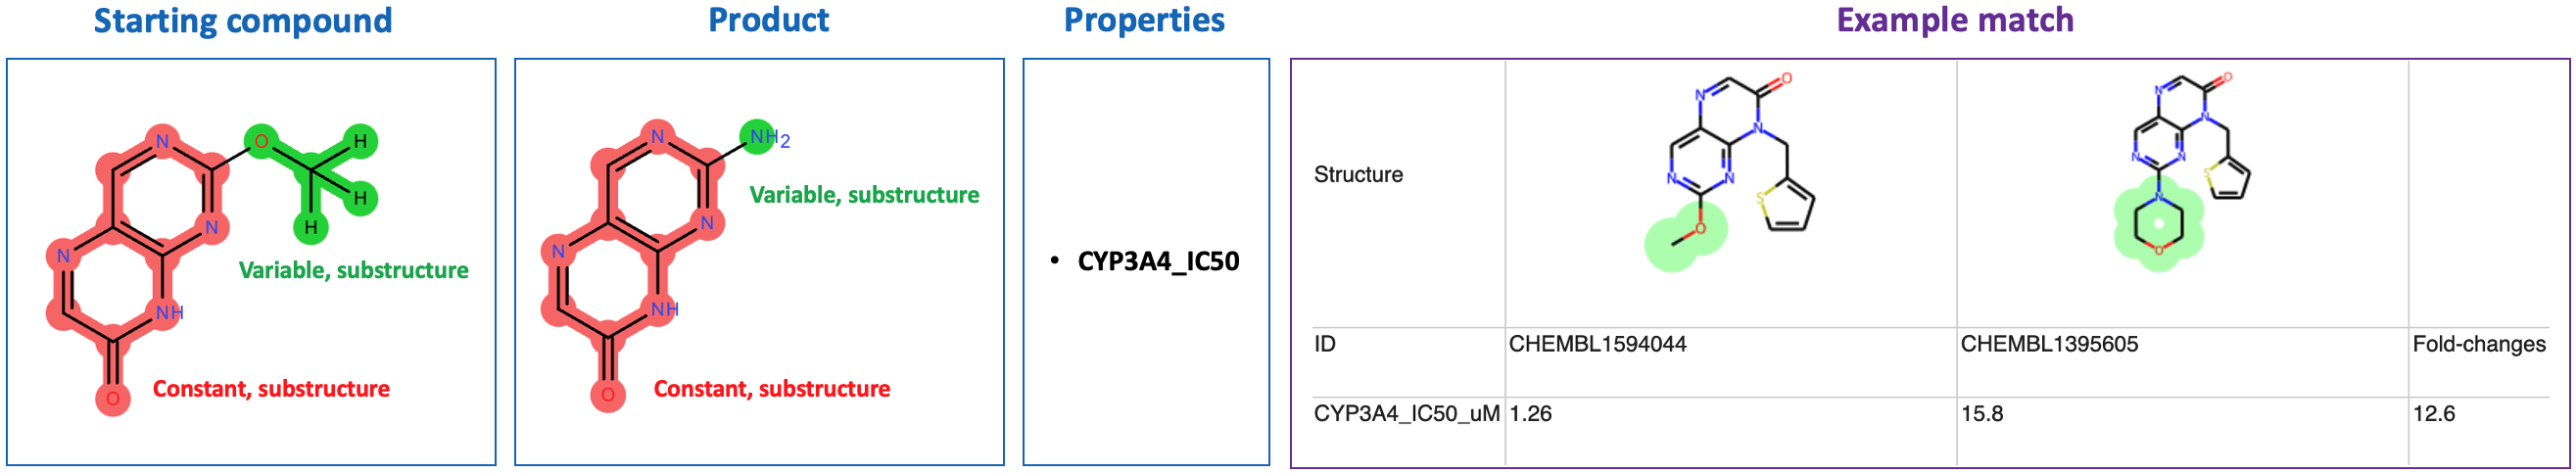 Starting compound
Product
Properties
Example match
N
O
H
H
H
N
N
NH
O
Variable, substructure
Constant, substructure
N
NH2
N
N
NH
O
Variable, substructure
Constant, substructure
• CYP3A4_IC50
Structure
N
O
N
N
N
S
O
N
O
N
N
N
S
N
O
ID
CHEMBL1594044
CHEMBL1395605
Fold-changes
CYP3A4_IC50_uM
1.26
15.8
12.6